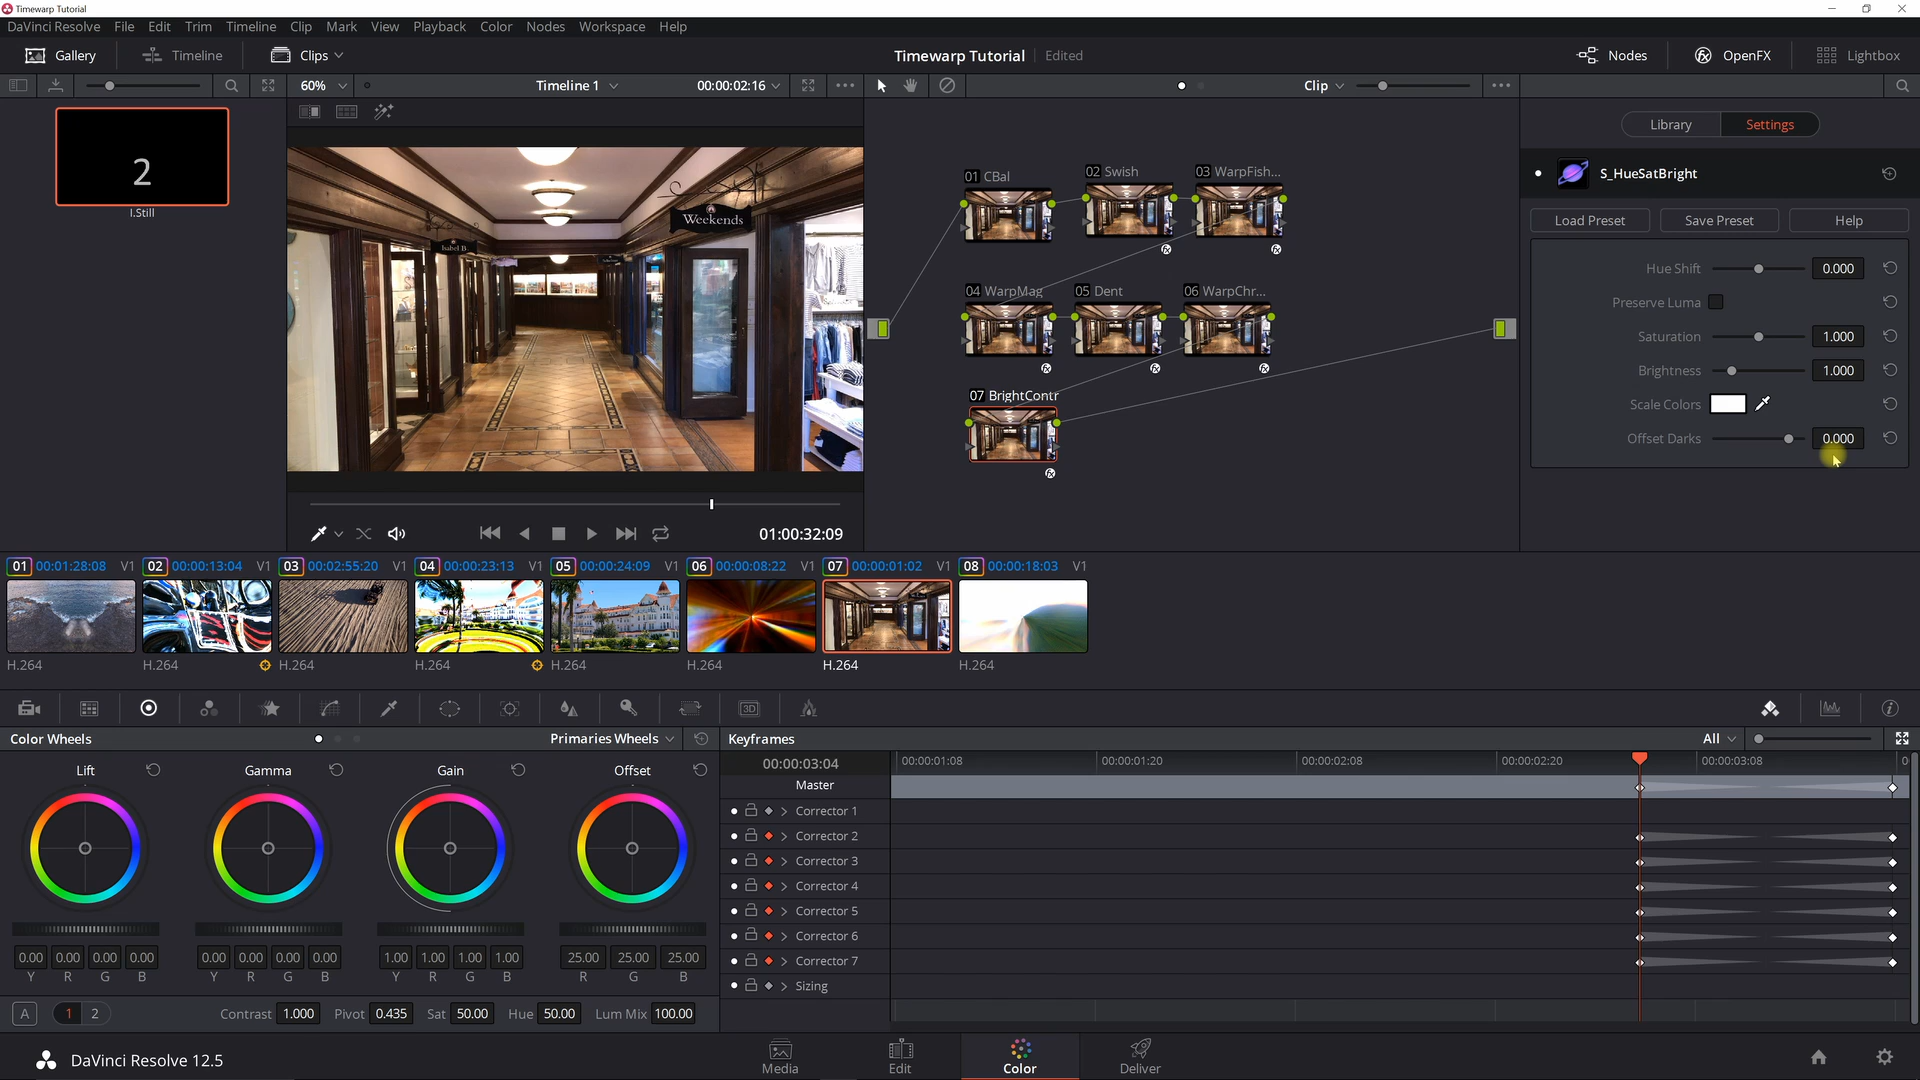 Timewarp Tutorial
DaVinci Resolve File Edit Trim Timeline Clip Mark View Playback Color Nodes Workspace Help
Gallery Timeline Clips Timewarp Tutorial Edited Nodes OpenFX Lightbox
60% Timeline 1 00:00:02:16 Clip
Library Settings
2
I.Still
Weekends
Isabel B
01 CBal 02 Swish 03 WarpFish...
04 WarpMag 05 Dent 06 WarpChr...
07 BrightContr
S_HueSatBright
Load Preset Save Preset Help
Hue Shift 0.000
Preserve Luma
Saturation 1.000
Brightness 1.000
Scale Colors
Offset Darks 0.000
01:00:32:09
01 00:01:28:08 V1 02 00:00:13:04 V1 03 00:02:55:20 V1 04 00:00:23:13 V1 05 00:00:24:09 V1 06 00:00:08:22 V1 07 00:00:01:02 V1 08 00:00:18:03 V1
H.264 H.264 H.264 H.264 H.264 H.264 H.264 H.264
3D
Color Wheels Primaries Wheels
Lift Gamma Gain Offset
0.00 0.00 0.00 0.00 0.00 0.00 0.00 0.00 1.00 1.00 1.00 1.00 25.00 25.00 25.00
Y R G B Y R G B Y R G B R G B
A 1 2 Contrast 1.000 Pivot 0.435 Sat 50.00 Hue 50.00 Lum Mix 100.00
Keyframes All
00:00:03:04 00:00:01:08 00:00:01:20 00:00:02:08 00:00:02:20 00:00:03:08 0
Master
Corrector 1
Corrector 2
Corrector 3
Corrector 4
Corrector 5
Corrector 6
Corrector 7
Sizing
DaVinci Resolve 12.5
Media Edit Color Deliver